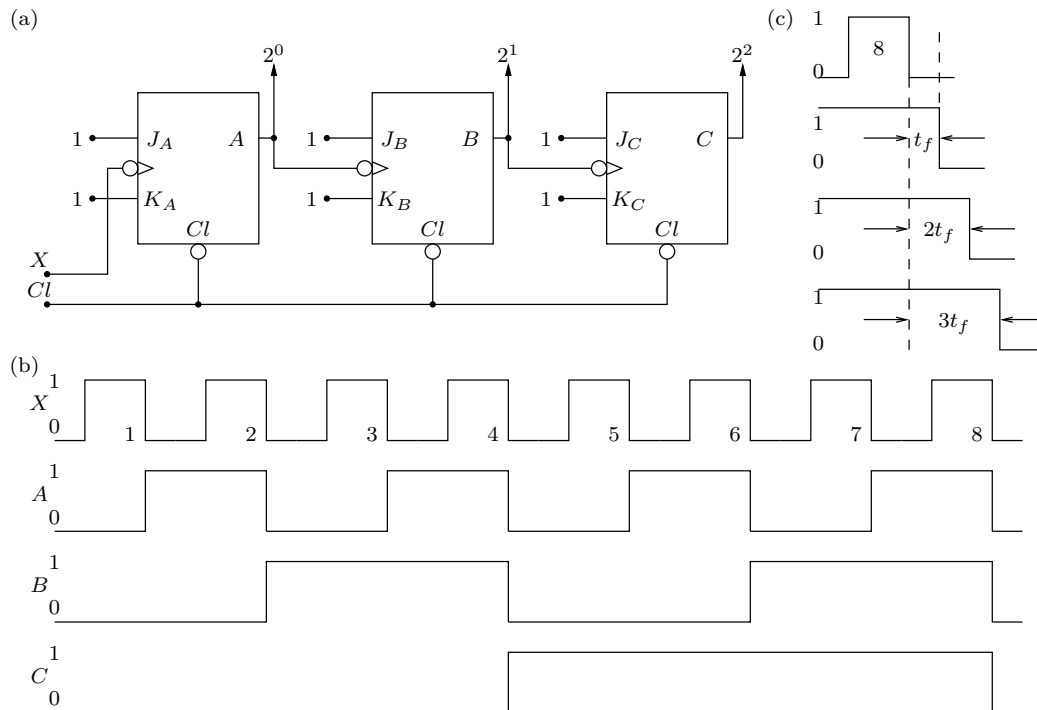 (a)
2^0 2^1 2^2
1 J_A A 1 J_B B 1 J_C C
1 K_A 1 K_B 1 K_C
Cl Cl Cl
X
Cl
(c)
1
8
0
1
t_f
0
1
2t_f
0
1
3t_f
0
(b)
1
X
0
1 2 3 4 5 6 7 8
1
A
0
1
B
0
1
C
0